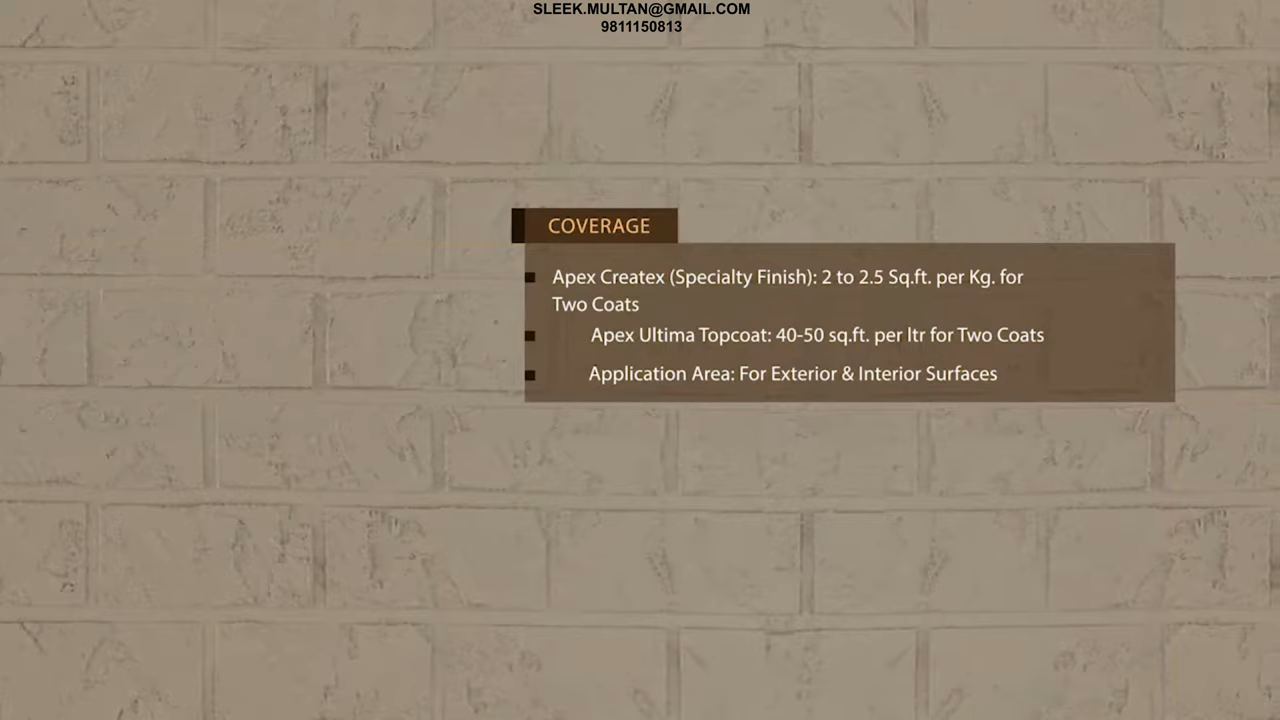 SLEEK.MULTAN@GMAIL.COM
9811150813
COVERAGE
Apex Createx (Specialty Finish): 2 to 2.5 Sq.ft. per Kg. for
Two Coats
Apex Ultima Topcoat: 40-50 sq.ft. per ltr for Two Coats
Application Area: For Exterior & Interior Surfaces